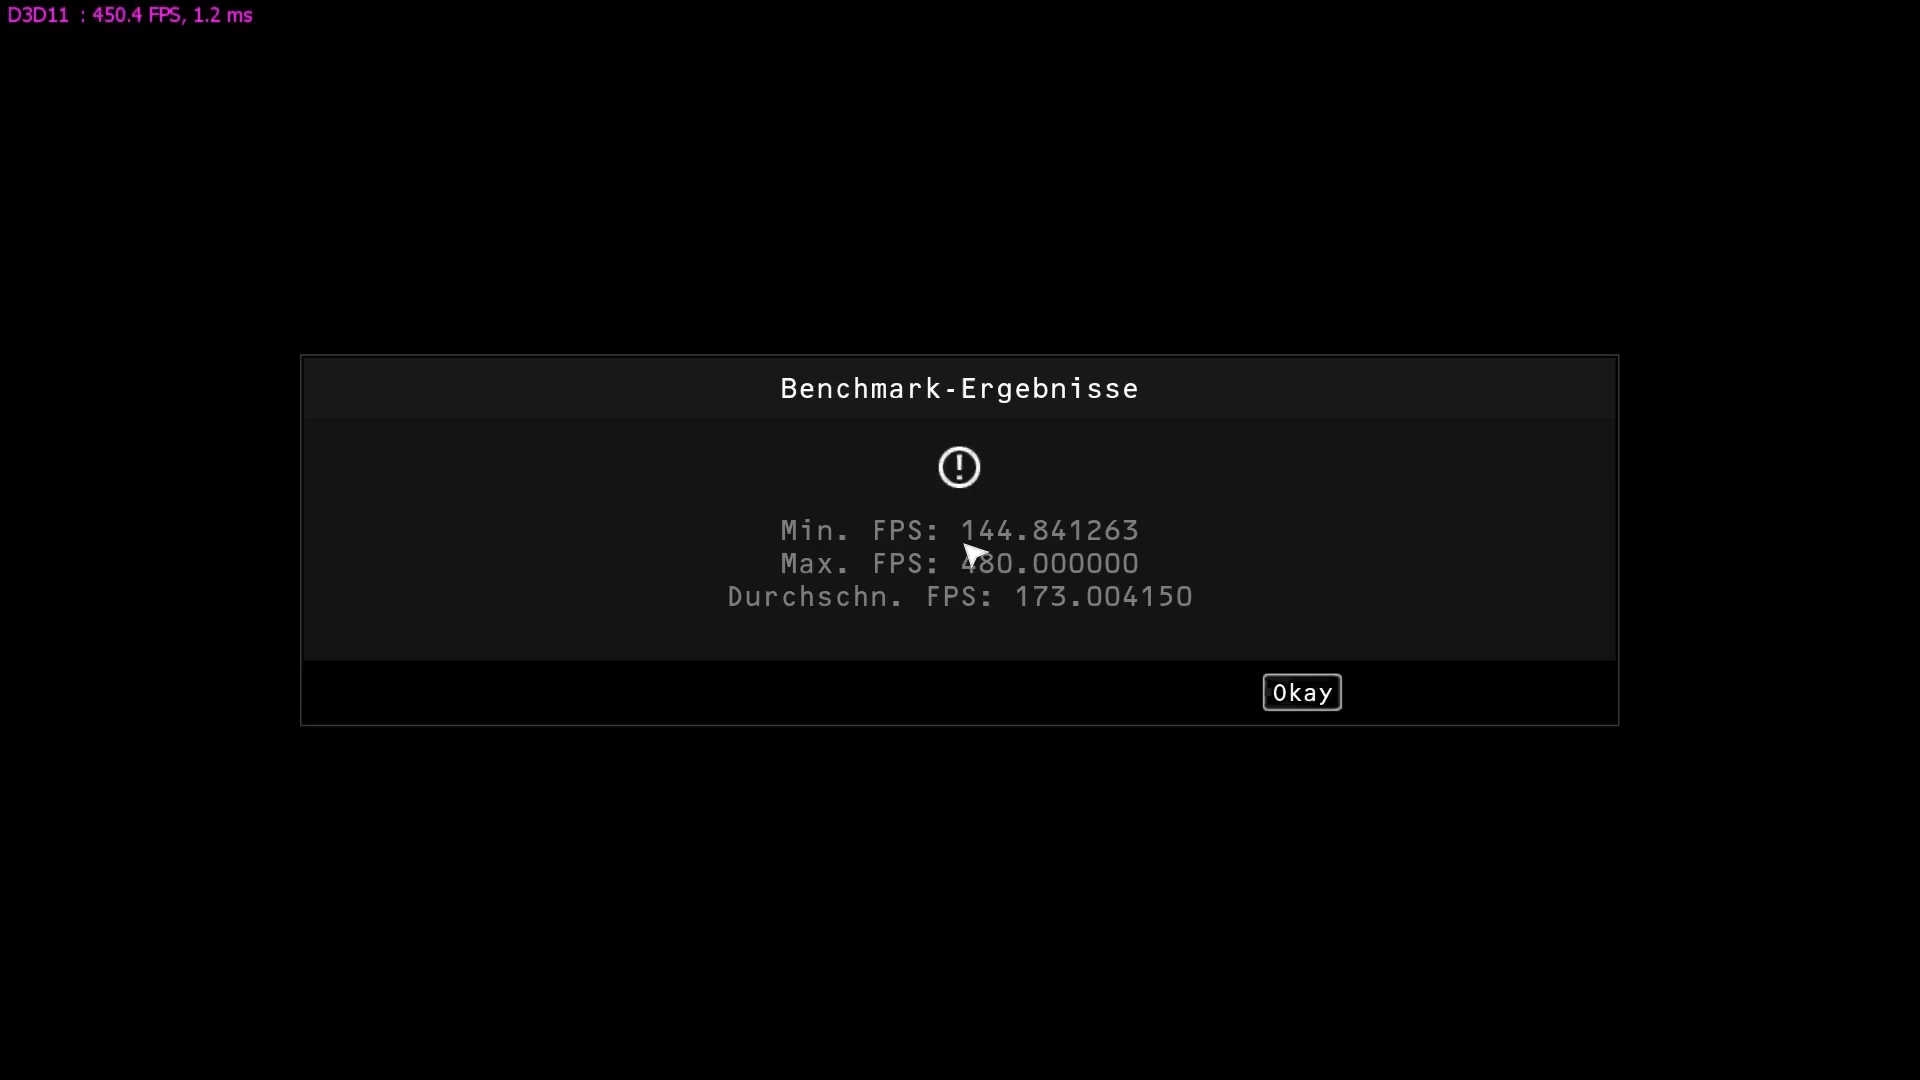 D3D11 : 450.4 FPS, 1.2 ms
Benchmark-Ergebnisse
Min. FPS: 144.841263
Max. FPS: 480.000000
Durchschn. FPS: 173.004150
Okay